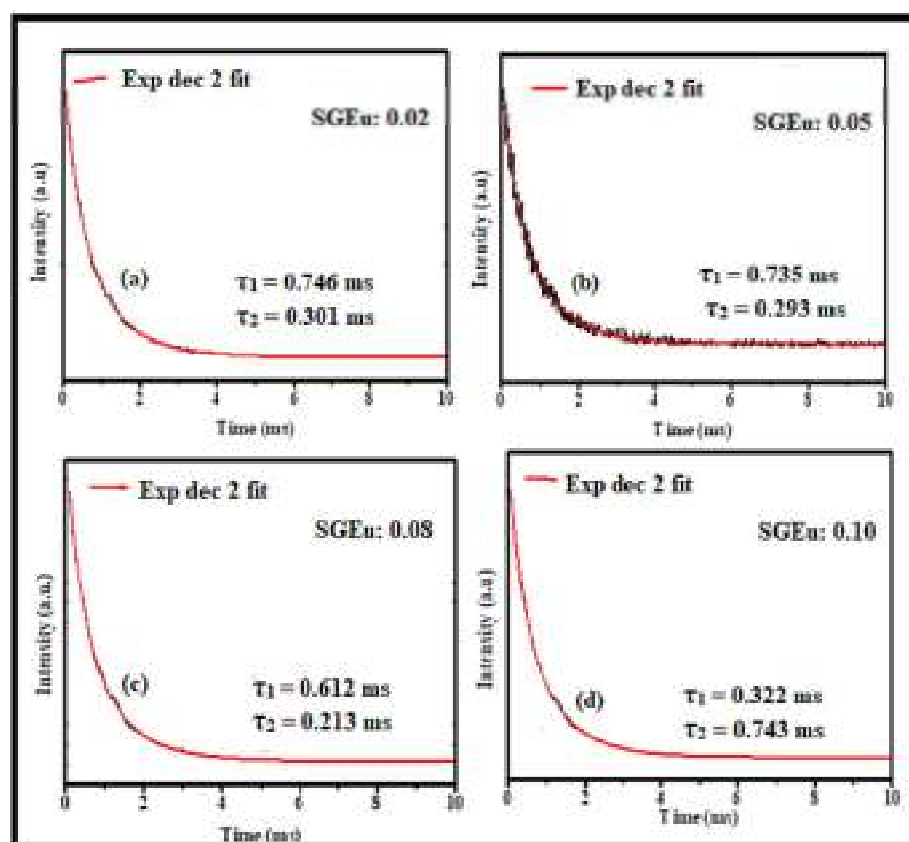 Exp dec 2 fit
SGEu: 0.02
Intensity (a.u)
(a)
τ1 = 0.746 ms
τ2 = 0.301 ms
0 2 4 6 8 10
Time (ms)
Exp dec 2 fit
SGEu: 0.05
Intensity (a.u)
(b)
τ1 = 0.735 ms
τ2 = 0.293 ms
0 2 4 6 8 10
Time (ms)
Exp dec 2 fit
SGEu: 0.08
Intensity (a.u.)
(c)
τ1 = 0.612 ms
τ2 = 0.213 ms
0 2 4 6 8 10
Time (ms)
Exp dec 2 fit
SGEu: 0.10
Intensity (a.u)
(d)
τ1 = 0.322 ms
τ2 = 0.743 ms
0 2 4 6 8 10
Time (ms)